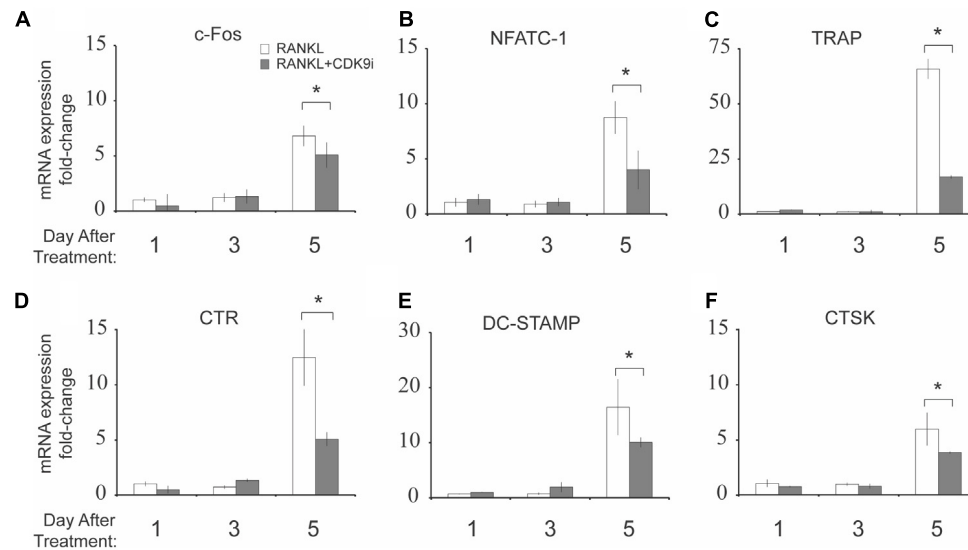 A
c-Fos
15
10
5
0
mRNA expression
fold-change
RANKL
RANKL+CDK9i
*
Day After
Treatment:
1 3 5
B
NFATC-1
15
10
5
0
*
1 3 5
C
TRAP
75
50
25
0
*
1 3 5
D
CTR
15
10
5
0
mRNA expression
fold-change
*
Day After
Treatment:
1 3 5
E
DC-STAMP
30
20
10
0
*
1 3 5
F
CTSK
15
10
5
0
*
1 3 5